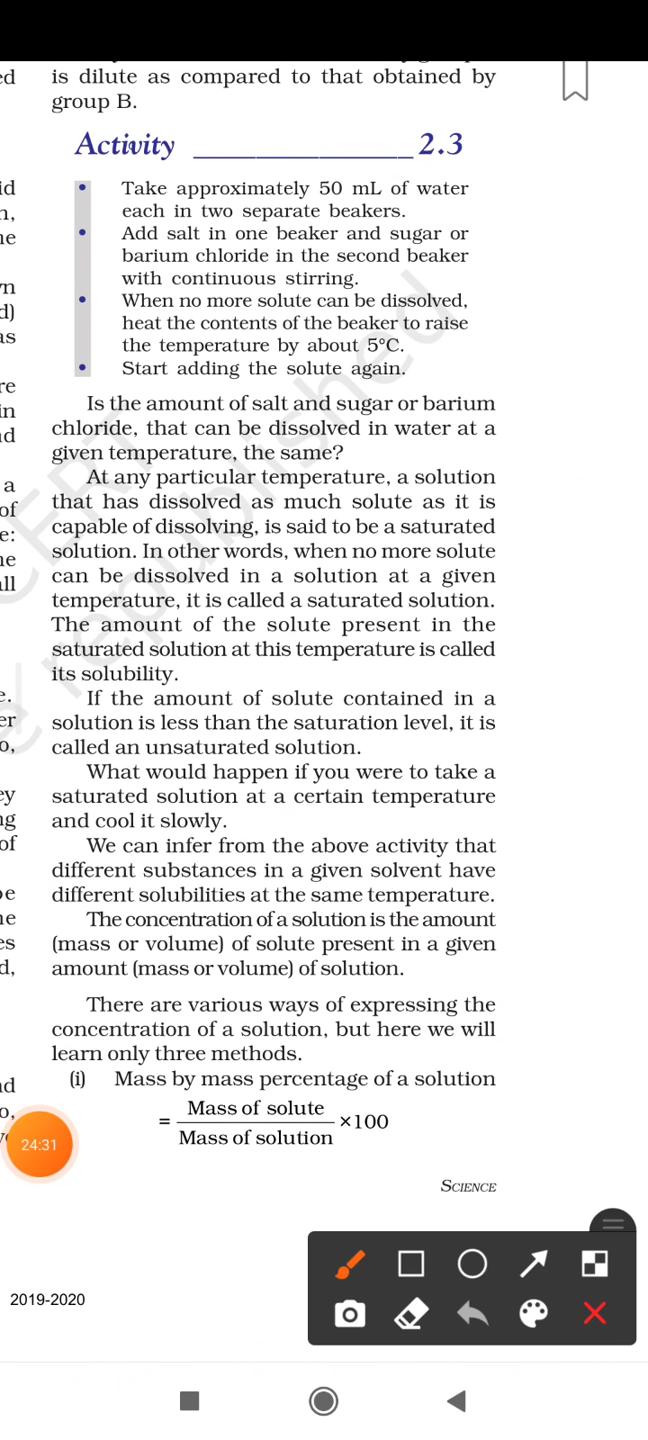 is dilute as compared to that obtained by
group B.
Activity 2.3
• Take approximately 50 mL of water
each in two separate beakers.
• Add salt in one beaker and sugar or
barium chloride in the second beaker
with continuous stirring.
• When no more solute can be dissolved,
heat the contents of the beaker to raise
the temperature by about 5°C.
• Start adding the solute again.
Is the amount of salt and sugar or barium
chloride, that can be dissolved in water at a
given temperature, the same?
At any particular temperature, a solution
that has dissolved as much solute as it is
capable of dissolving, is said to be a saturated
solution. In other words, when no more solute
can be dissolved in a solution at a given
temperature, it is called a saturated solution.
The amount of the solute present in the
saturated solution at this temperature is called
its solubility.
If the amount of solute contained in a
solution is less than the saturation level, it is
called an unsaturated solution.
What would happen if you were to take a
saturated solution at a certain temperature
and cool it slowly.
We can infer from the above activity that
different substances in a given solvent have
different solubilities at the same temperature.
The concentration of a solution is the amount
(mass or volume) of solute present in a given
amount (mass or volume) of solution.
There are various ways of expressing the
concentration of a solution, but here we will
learn only three methods.
(i) Mass by mass percentage of a solution
= Mass of solute / Mass of solution ×100
24:31
SCIENCE
2019-2020
republished